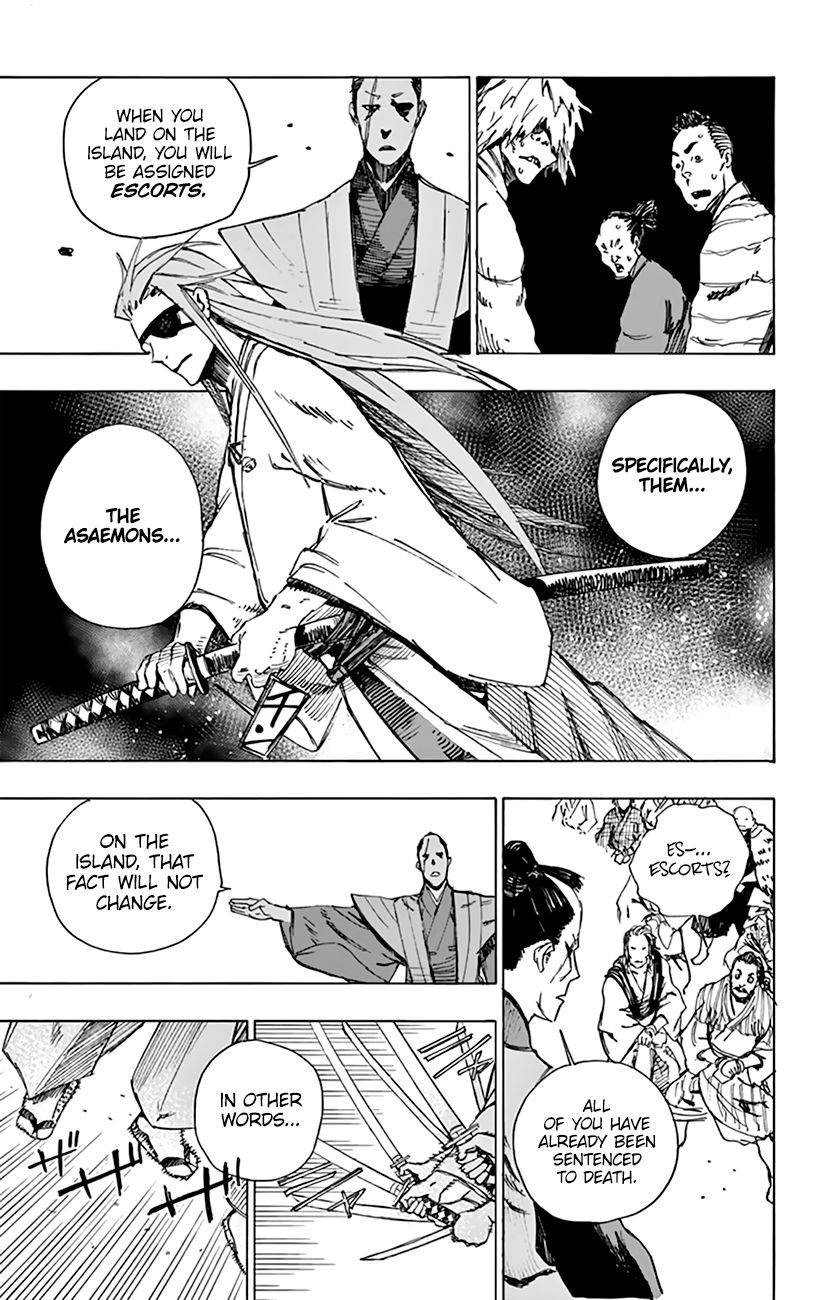 WHEN YOU
LAND ON THE
ISLAND, YOU WILL
BE ASSIGNED
ESCORTS.
SPECIFICALLY,
THEM...
THE
ASAEMONS...
ES-...
ESCORTS?
ALL
OF YOU HAVE
ALREADY BEEN
SENTENCED
TO DEATH.
ON THE
ISLAND, THAT
FACT WILL NOT
CHANGE.
IN OTHER
WORDS...